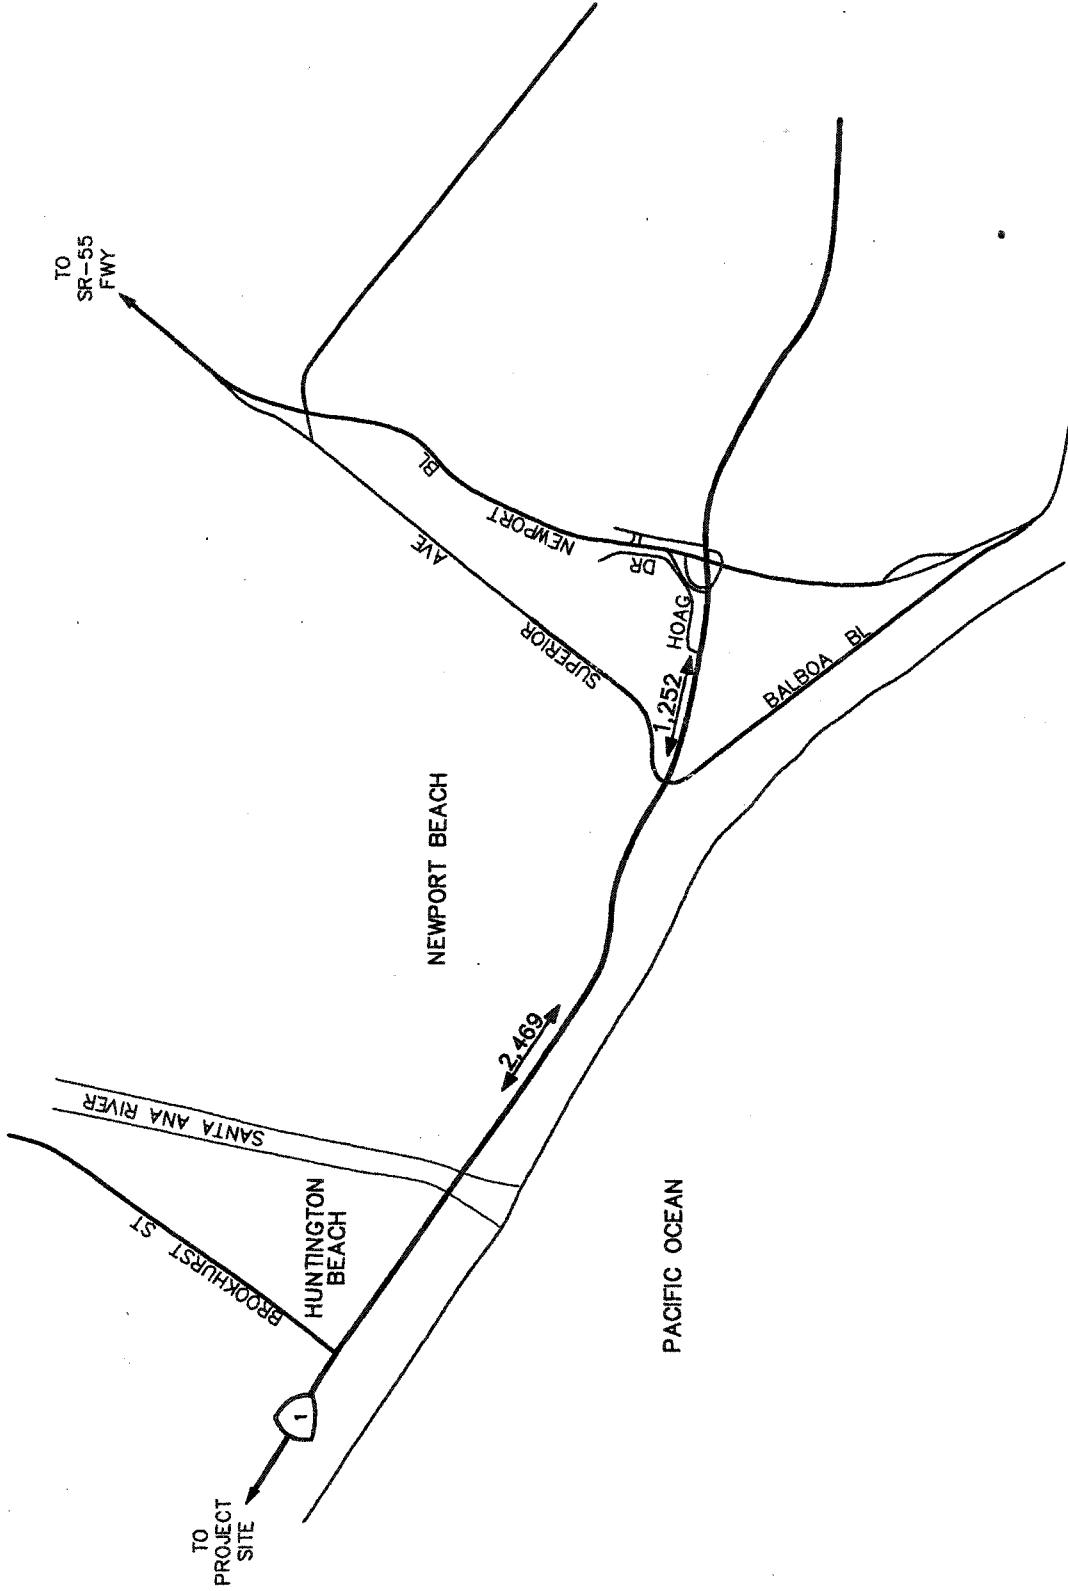 TO
SR-55
FWY
BL
NEWPORT
AVE
SUPERIOR
DR
HOAG
1,252
BALBOA BL
NEWPORT BEACH
2,469
SANTA ANA RIVER
BROOKHURST ST
HUNTINGTON
BEACH
PACIFIC OCEAN
1
TO
PROJECT
SITE